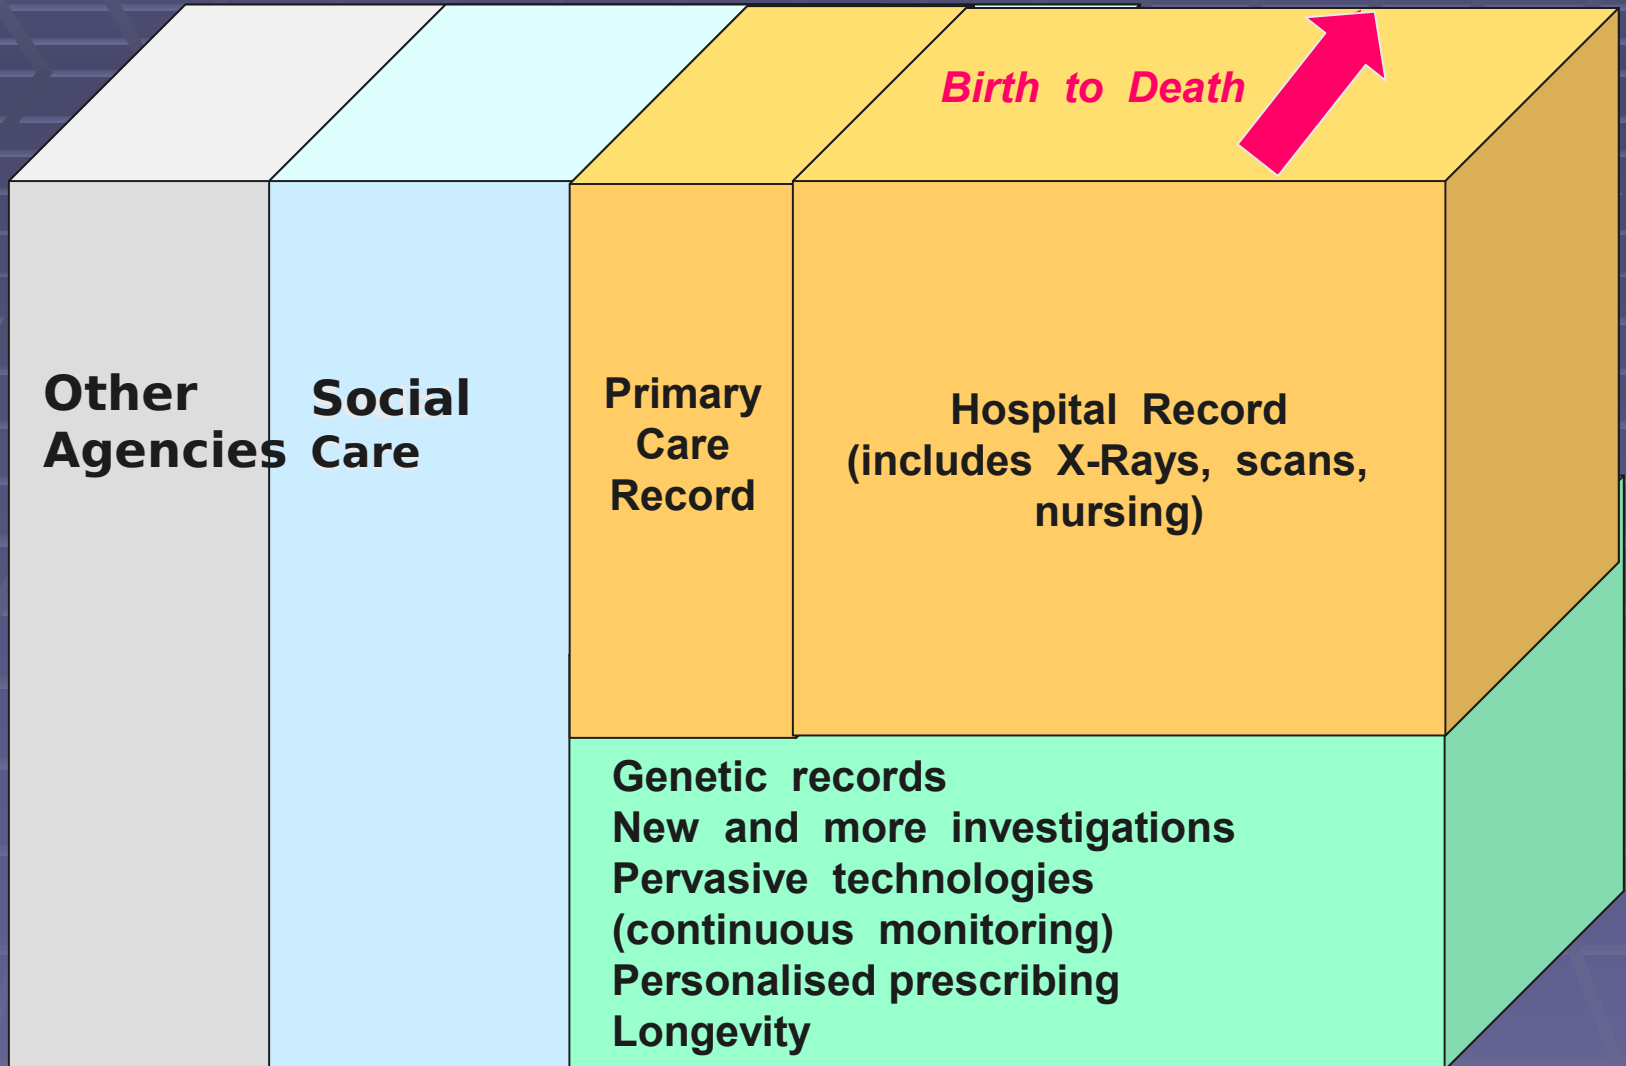 Birth to Death
Other
Agencies
Social
Care
Primary
Care
Record
Hospital Record
(includes X-Rays, scans,
nursing)
Genetic records
New and more investigations
Pervasive technologies
(continuous monitoring)
Personalised prescribing
Longevity